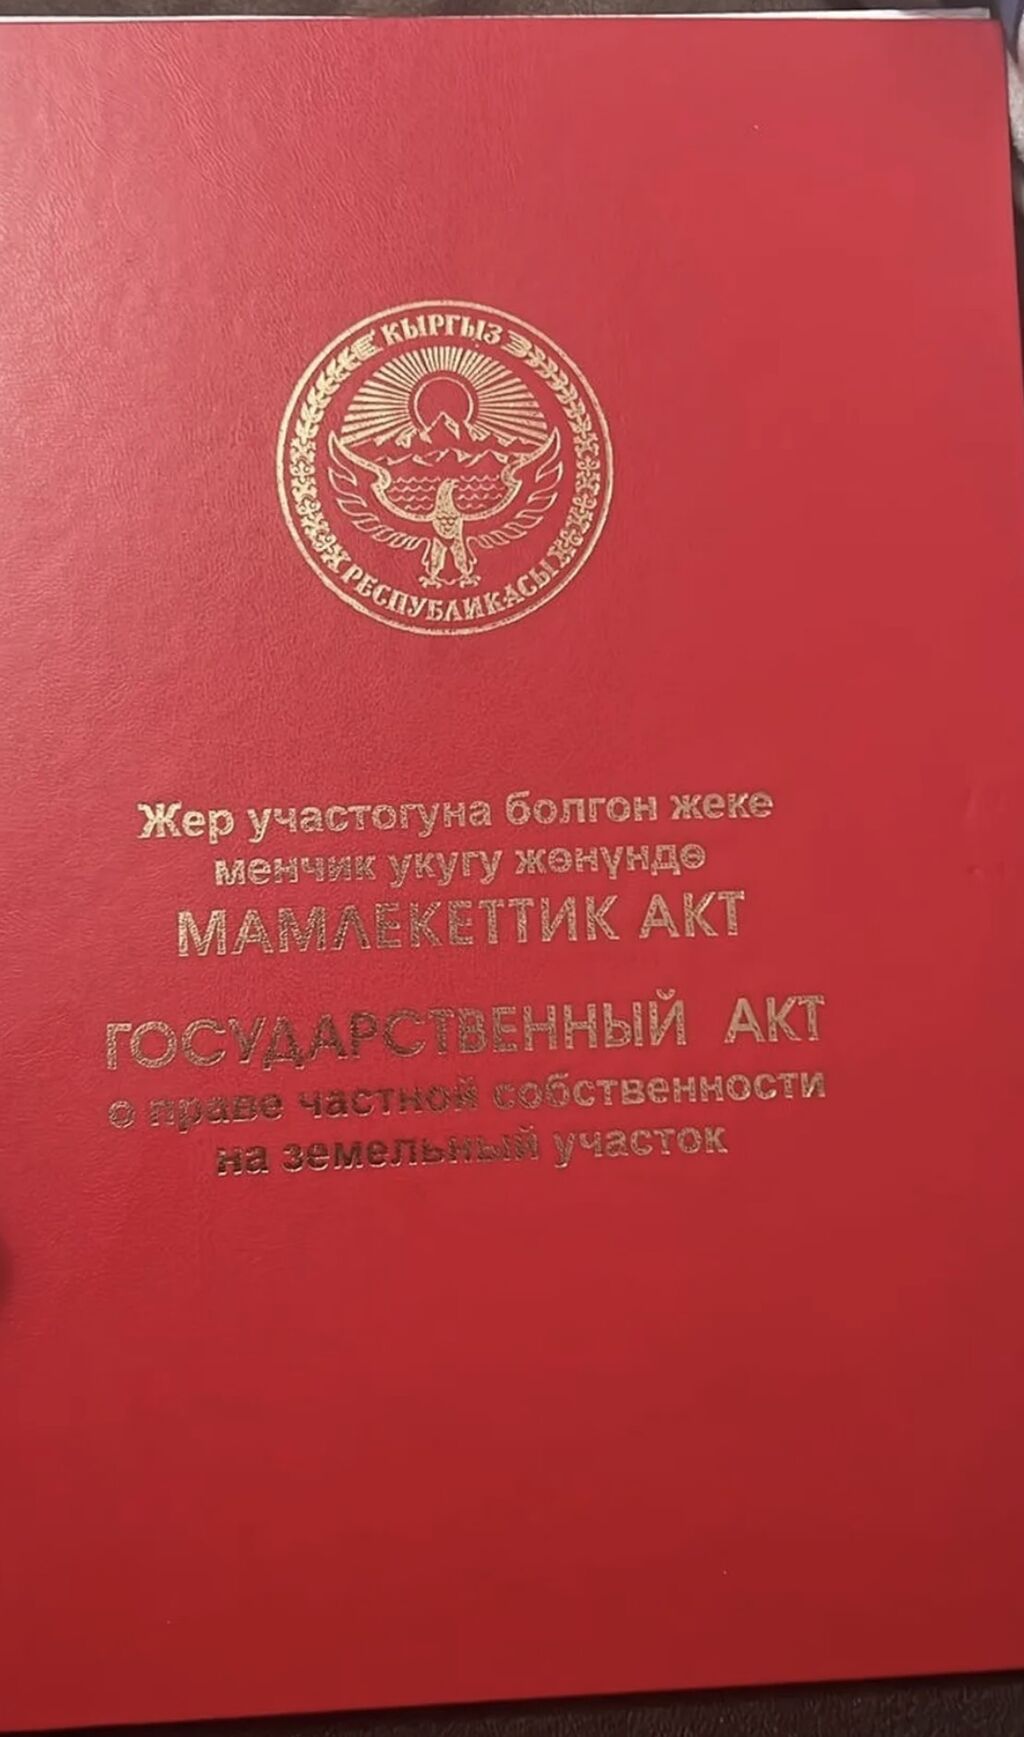 КЫРГЫЗ
РЕСПУБЛИКАСЫ
Жер участогуна болгон жеке
менчик укугу жөнүндө
МАМЛЕКЕТТИК АКТ
ГОСУДАРСТВЕННЫЙ АКТ
о праве частной собственности
на земельный участок